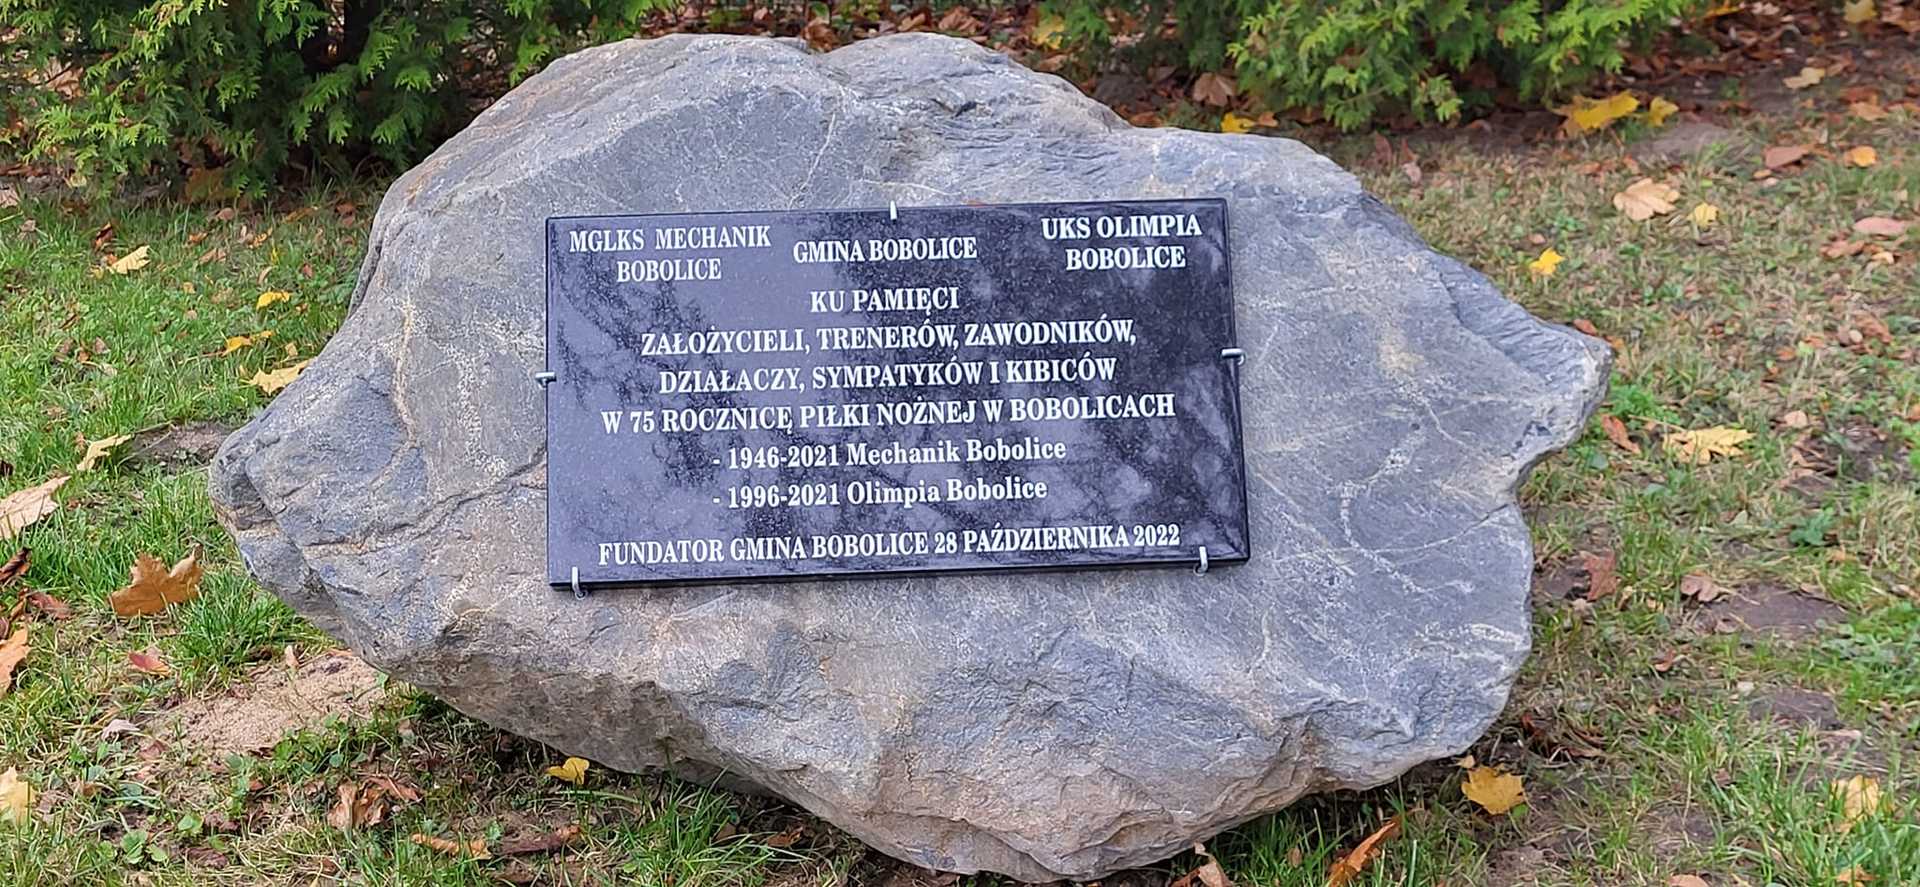 MGLKS MECHANIK
BOBOLICE
GMINA BOBOLICE
UKS OLIMPIA
BOBOLICE
KU PAMIĘCI
ZAŁOŻYCIELI, TRENERÓW, ZAWODNIKÓW,
DZIAŁACZY, SYMPATYKÓW I KIBICÓW
W 75 ROCZNICĘ PIŁKI NOŻNEJ W BOBOLICACH
- 1946-2021 Mechanik Bobolice
- 1996-2021 Olimpia Bobolice
FUNDATOR GMINA BOBOLICE 28 PAŹDZIERNIKA 2022